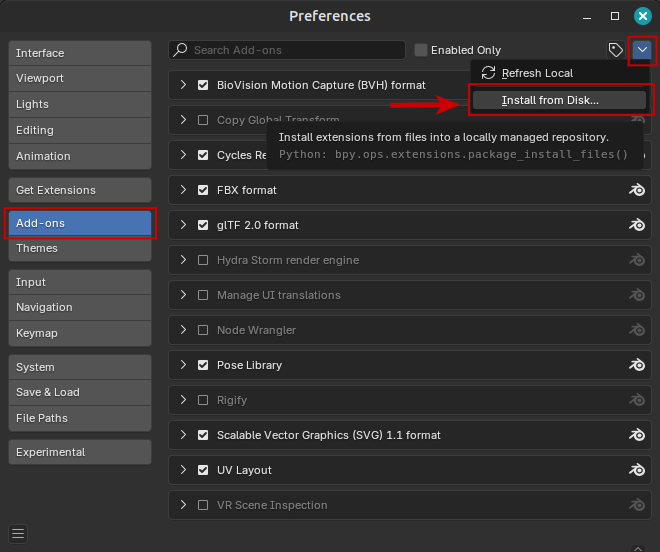 Preferences
Interface
Viewport
Lights
Editing
Animation
Get Extensions
Add-ons
Themes
Input
Navigation
Keymap
System
Save & Load
File Paths
Experimental
Search Add-ons
Enabled Only
Refresh Local
Install from Disk...
Install extensions from files into a locally managed repository.
Python: bpy.ops.extensions.package_install_files()
BioVision Motion Capture (BVH) format
Copy Global Transform
Cycles Re
FBX format
glTF 2.0 format
Hydra Storm render engine
Manage UI translations
Node Wrangler
Pose Library
Rigify
Scalable Vector Graphics (SVG) 1.1 format
UV Layout
VR Scene Inspection